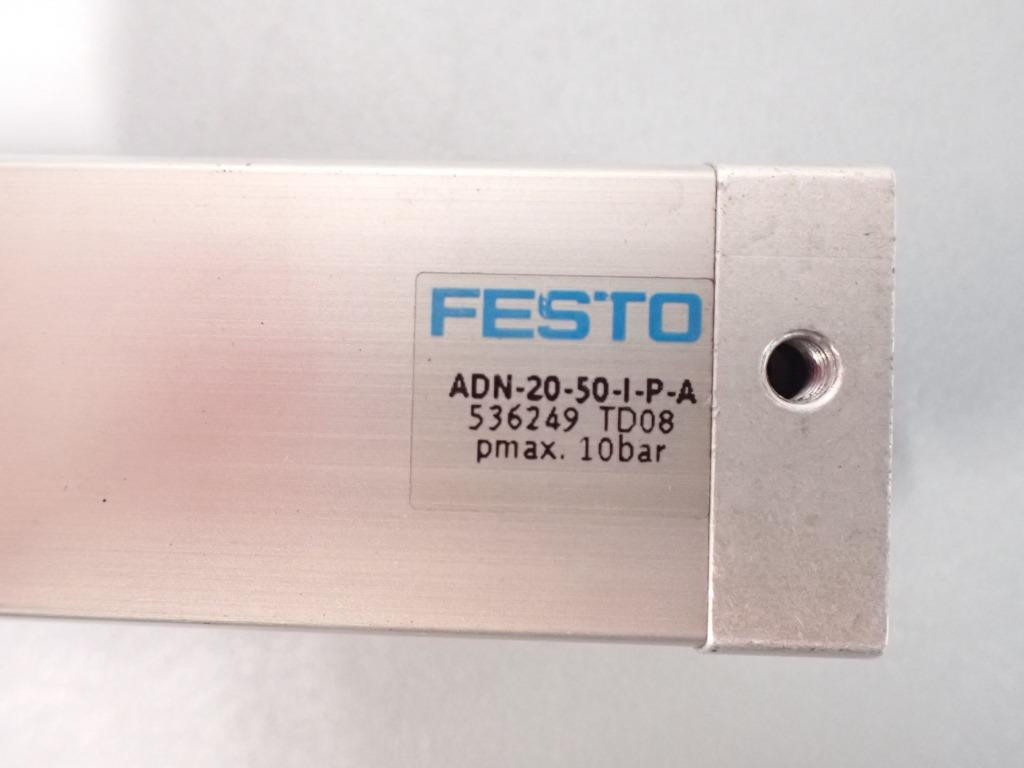 FESTO
ADN-20-50-I-P-A
536249 TD08
pmax. 10bar